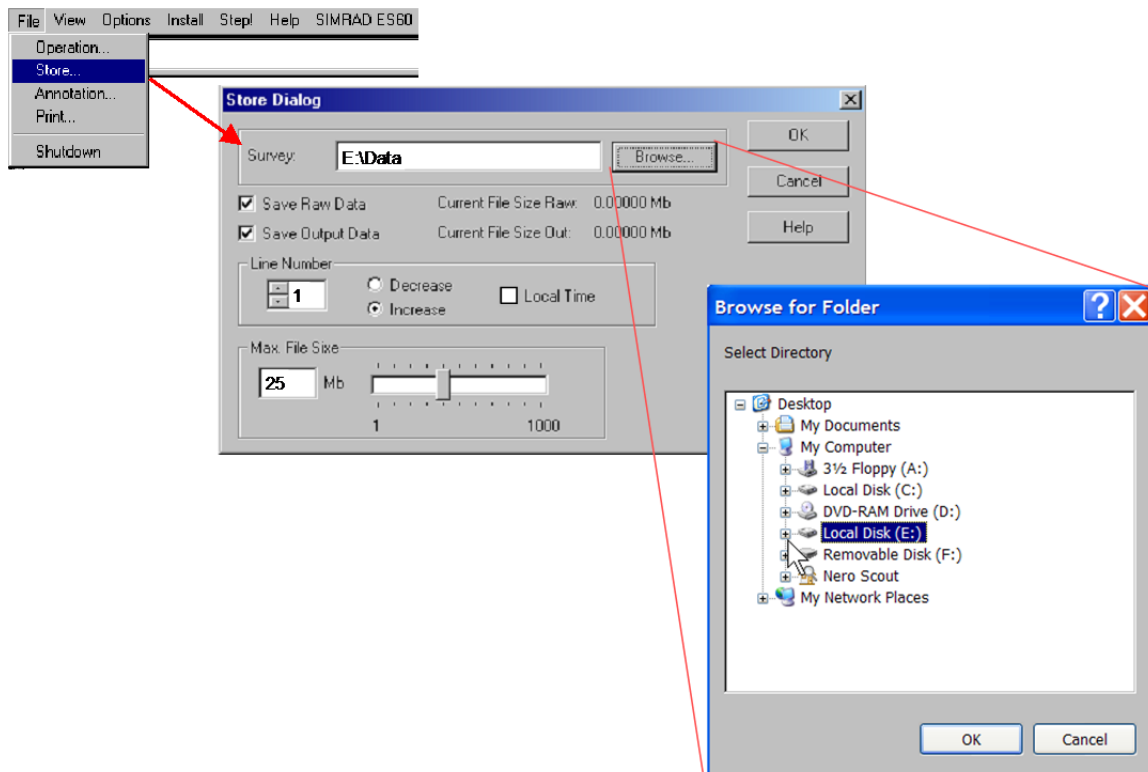 File View Options Install Stepl Help SIMRAD ES60
Operation...
Store...
Annotation...
Print...
Shutdown
Store Dialog
Survey: E:\Data Browse...
OK
Cancel
Help
Save Raw Data Current File Size Raw: 0.00000 Mb
Save Output Data Current File Size Out: 0.00000 Mb
Line Number
1
Decrease
Increase
Local Time
Max. File Size
25 Mb
1 1000
Browse for Folder
Select Directory
Desktop
My Documents
My Computer
3½ Floppy (A:)
Local Disk (C:)
DVD-RAM Drive (D:)
Local Disk (E:)
Removable Disk (F:)
Nero Scout
My Network Places
OK Cancel